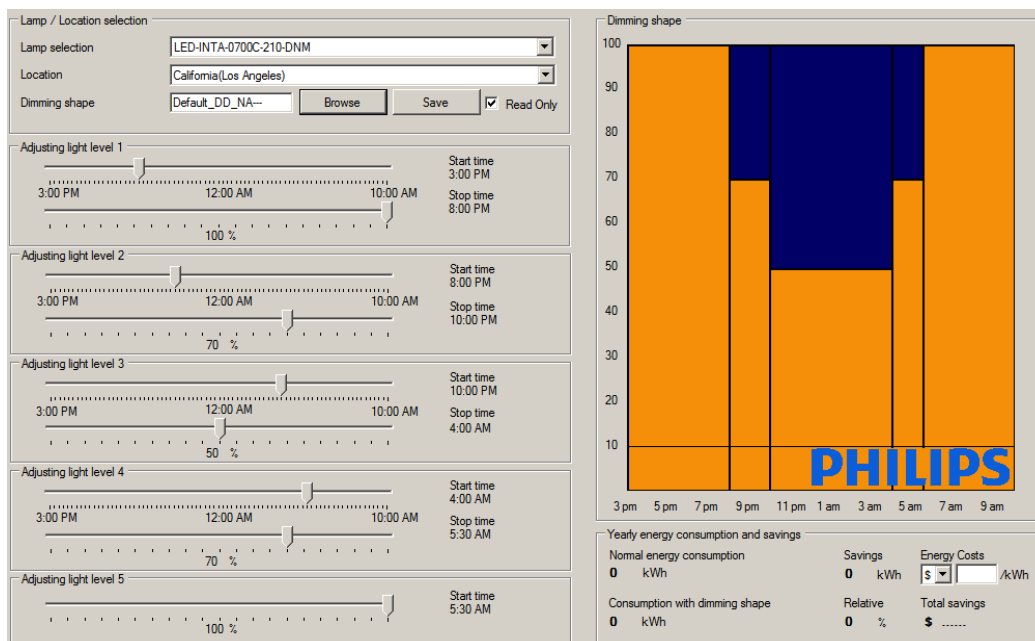 Lamp / Location selection
Lamp selection
LED-INTA-0700C-210-DNM
Location
California(Los Angeles)
Dimming shape
Default_DD_NA---
Browse
Save
Read Only
Adjusting light level 1
Start time
3:00 PM
3:00 PM 12:00 AM 10:00 AM
Stop time
8:00 PM
100 %
Adjusting light level 2
Start time
8:00 PM
3:00 PM 12:00 AM 10:00 AM
Stop time
10:00 PM
70 %
Adjusting light level 3
Start time
10:00 PM
3:00 PM 12:00 AM 10:00 AM
Stop time
4:00 AM
50 %
Adjusting light level 4
Start time
4:00 AM
3:00 PM 12:00 AM 10:00 AM
Stop time
5:30 AM
70 %
Adjusting light level 5
Start time
5:30 AM
100 %
Dimming shape
100
90
80
70
60
50
40
30
20
10
PHILIPS
3 pm 5 pm 7 pm 9 pm 11 pm 1 am 3 am 5 am 7 am 9 am
Yearly energy consumption and savings
Normal energy consumption Savings Energy Costs
0 kWh 0 kWh $ /kWh
Consumption with dimming shape Relative Total savings
0 kWh 0 % $ ------